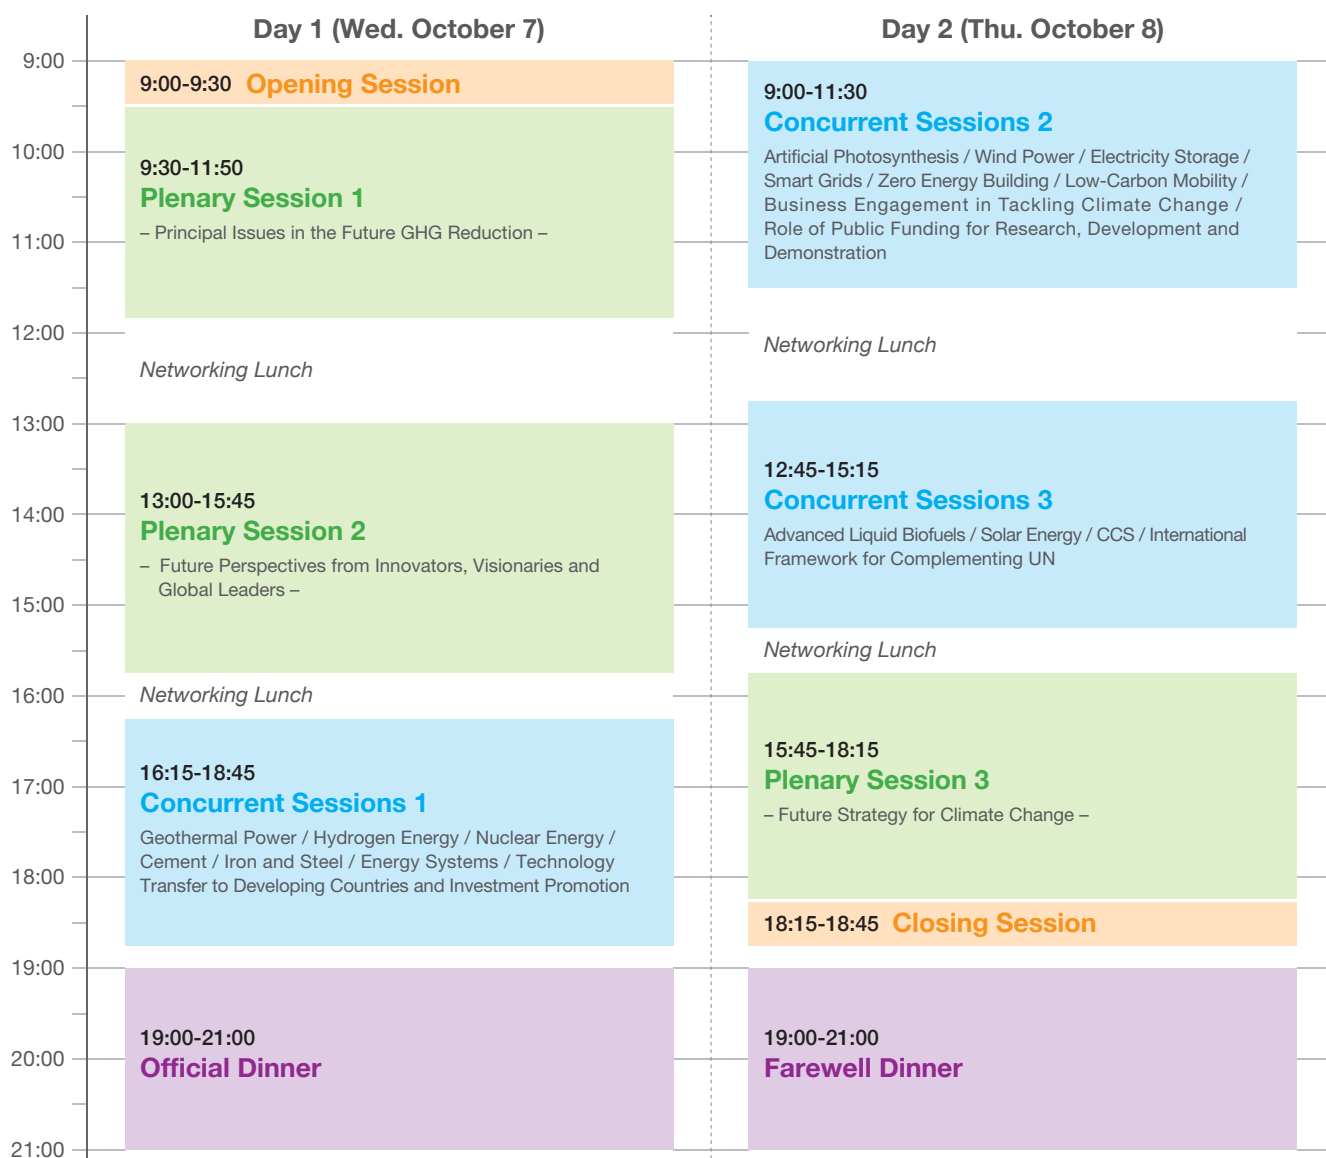 Day 1 (Wed. October 7)
Day 2 (Thu. October 8)
9:00
10:00
11:00
12:00
13:00
14:00
15:00
16:00
17:00
18:00
19:00
20:00
21:00
9:00-9:30 Opening Session
9:30-11:50
Plenary Session 1
– Principal Issues in the Future GHG Reduction –
Networking Lunch
13:00-15:45
Plenary Session 2
– Future Perspectives from Innovators, Visionaries and
Global Leaders –
Networking Lunch
16:15-18:45
Concurrent Sessions 1
Geothermal Power / Hydrogen Energy / Nuclear Energy /
Cement / Iron and Steel / Energy Systems / Technology
Transfer to Developing Countries and Investment Promotion
19:00-21:00
Official Dinner
9:00-11:30
Concurrent Sessions 2
Artificial Photosynthesis / Wind Power / Electricity Storage /
Smart Grids / Zero Energy Building / Low-Carbon Mobility /
Business Engagement in Tackling Climate Change /
Role of Public Funding for Research, Development and
Demonstration
Networking Lunch
12:45-15:15
Concurrent Sessions 3
Advanced Liquid Biofuels / Solar Energy / CCS / International
Framework for Complementing UN
Networking Lunch
15:45-18:15
Plenary Session 3
– Future Strategy for Climate Change –
18:15-18:45 Closing Session
19:00-21:00
Farewell Dinner